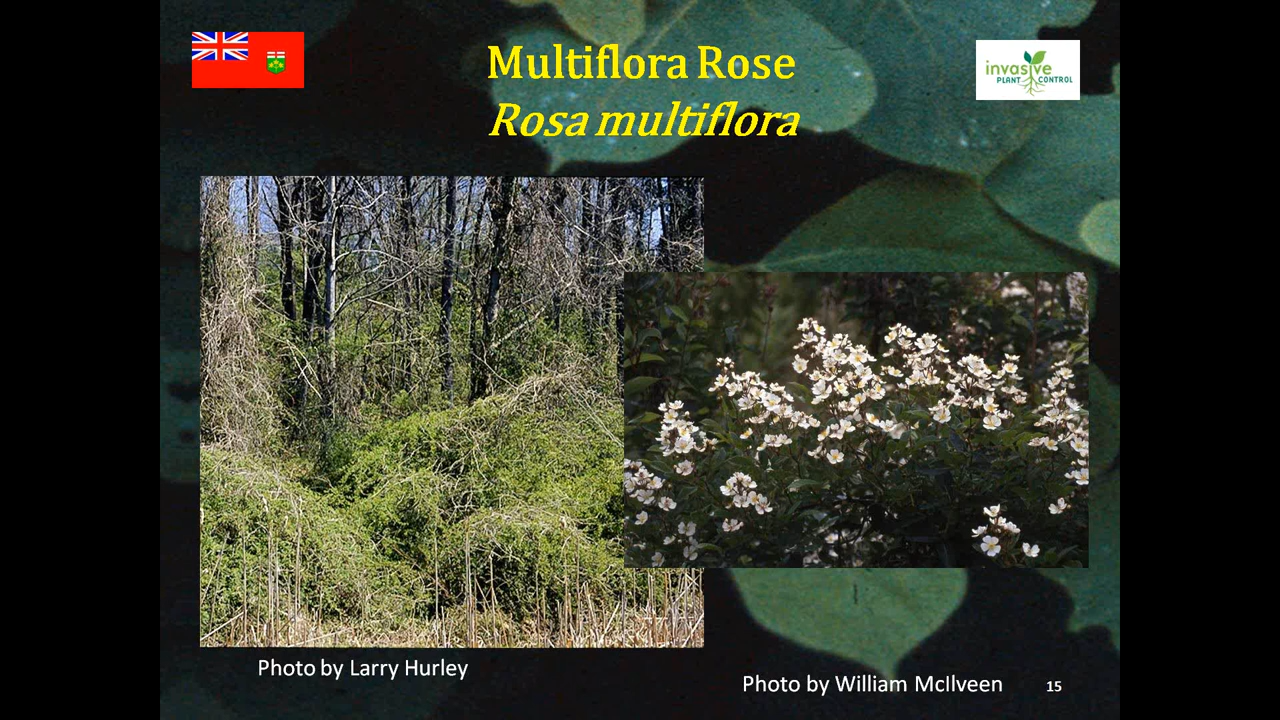 Multiflora Rose
Rosa multiflora
invasive
PLANT CONTROL
Photo by Larry Hurley
Photo by William McIlveen
15